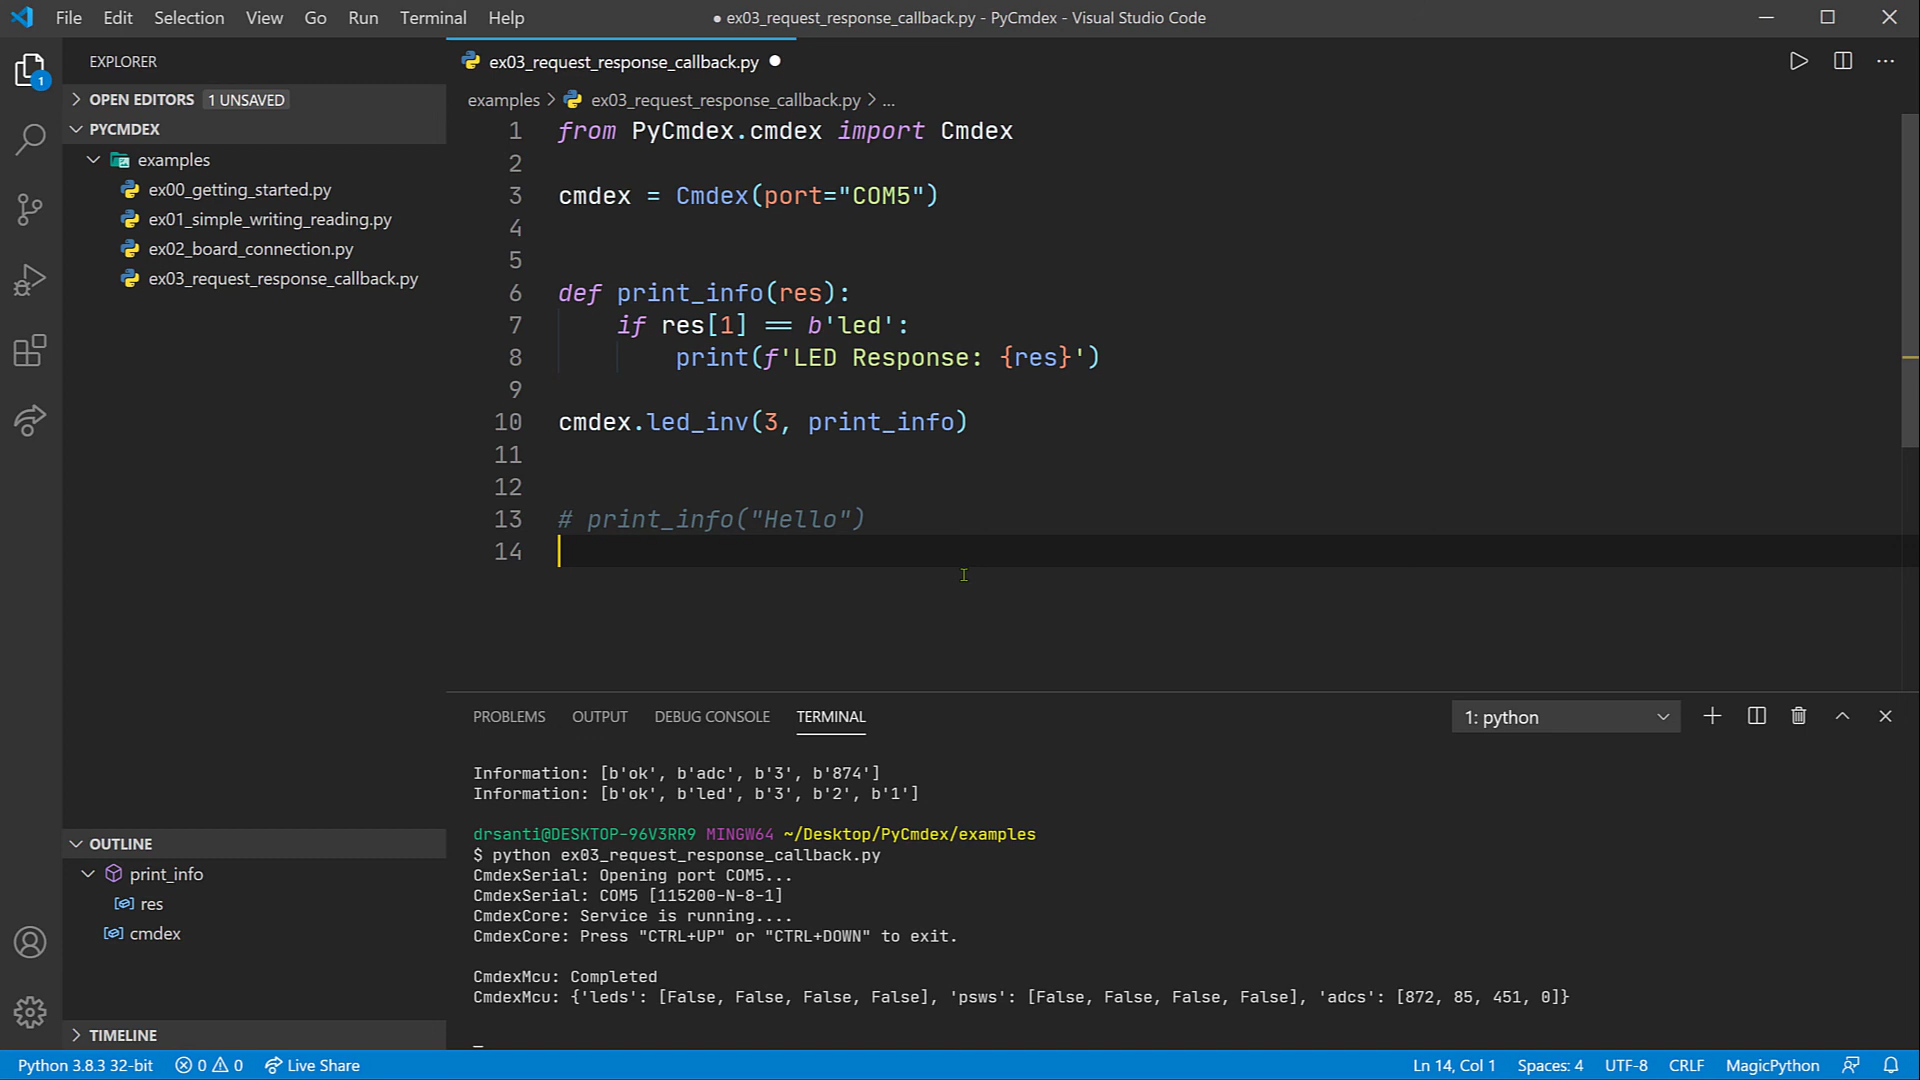 File Edit Selection View Go Run Terminal Help
● ex03_request_response_callback.py - PyCmdex - Visual Studio Code
EXPLORER
1
OPEN EDITORS 1 UNSAVED
PYCMDEX
examples
ex00_getting_started.py
ex01_simple_writing_reading.py
ex02_board_connection.py
ex03_request_response_callback.py
OUTLINE
print_info
res
cmdex
TIMELINE
ex03_request_response_callback.py
examples > ex03_request_response_callback.py > ...
1 from PyCmdex.cmdex import Cmdex
2
3 cmdex = Cmdex(port="COM5")
4
5
6 def print_info(res):
7 if res[1] == b'led':
8 print(f'LED Response: {res}')
9
10 cmdex.led_inv(3, print_info)
11
12
13 # print_info("Hello")
14
PROBLEMS OUTPUT DEBUG CONSOLE TERMINAL
1: python
Information: [b'ok', b'adc', b'3', b'874']
Information: [b'ok', b'led', b'3', b'2', b'1']
drsanti@DESKTOP-96V3RR9 MINGW64 ~/Desktop/PyCmdex/examples
$ python ex03_request_response_callback.py
CmdexSerial: Opening port COM5...
CmdexSerial: COM5 [115200-N-8-1]
CmdexCore: Service is running....
CmdexCore: Press "CTRL+UP" or "CTRL+DOWN" to exit.
CmdexMcu: Completed
CmdexMcu: {'leds': [False, False, False, False], 'psws': [False, False, False, False], 'adcs': [872, 85, 451, 0]}
Python 3.8.3 32-bit 0 0 Live Share
Ln 14, Col 1 Spaces: 4 UTF-8 CRLF MagicPython